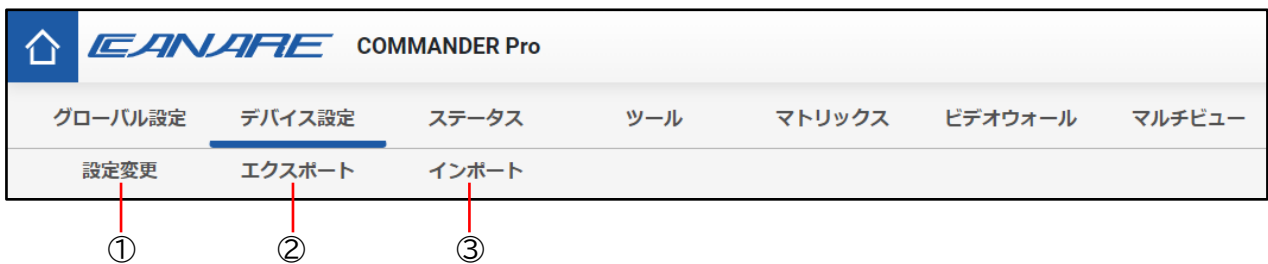 CANARE COMMANDER Pro
グローバル設定 デバイス設定 ステータス ツール マトリックス ビデオウォール マルチビュー
設定変更 エクスポート インポート
① ② ③